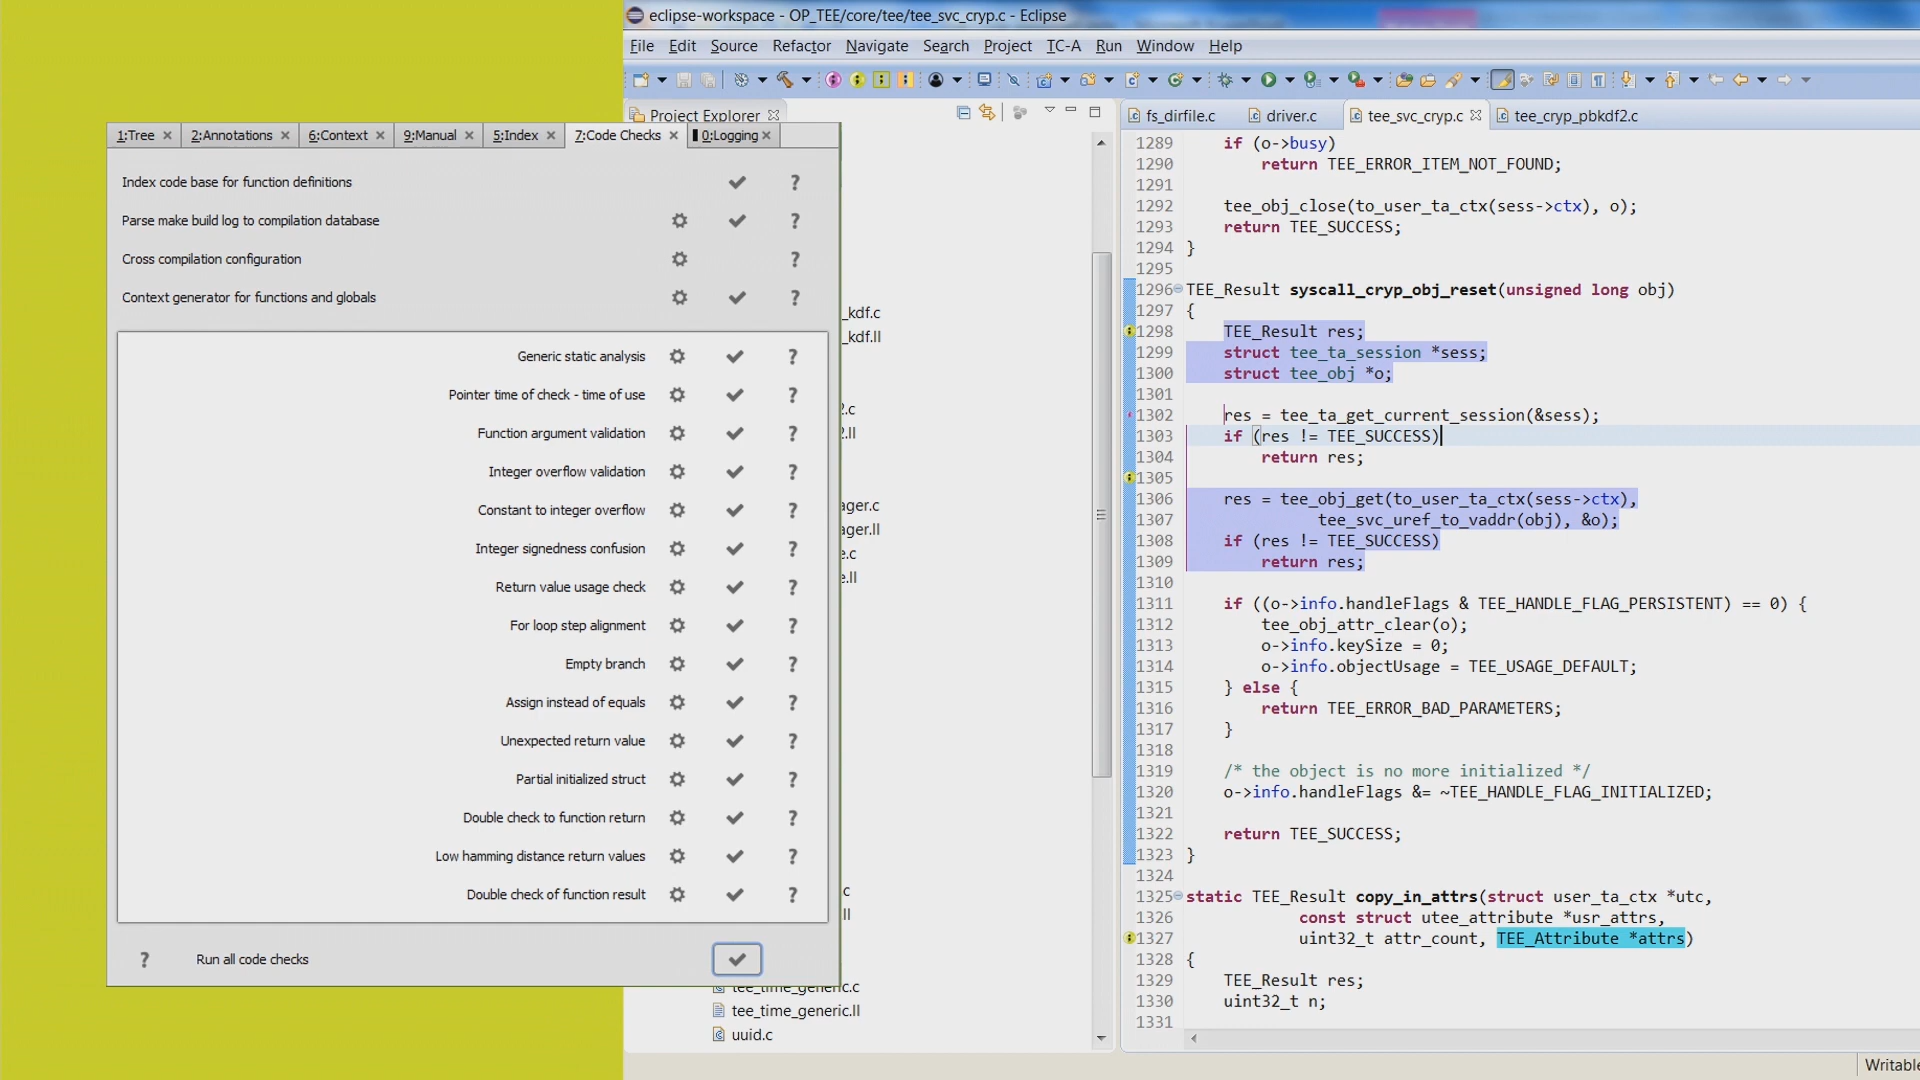 eclipse-workspace - OP_TEE/core/tee/tee_svc_cryp.c - Eclipse
File Edit Source Refactor Navigate Search Project TC-A Run Window Help
Project Explorer
fs_dirfile.c
driver.c
tee_svc_cryp.c
tee_cryp_pbkdf2.c
1:Tree
2:Annotations
6:Context
9:Manual
5:Index
7:Code Checks
0:Logging
Index code base for function definitions ?
Parse make build log to compilation database ?
Cross compilation configuration ?
Context generator for functions and globals ?
Generic static analysis ?
Pointer time of check - time of use ?
Function argument validation ?
Integer overflow validation ?
Constant to integer overflow ?
Integer signedness confusion ?
Return value usage check ?
For loop step alignment ?
Empty branch ?
Assign instead of equals ?
Unexpected return value ?
Partial initialized struct ?
Double check to function return ?
Low hamming distance return values ?
Double check of function result ?
? Run all code checks
_kdf.c
_kdf.ll
2.c
2.ll
ager.c
ager.ll
e.c
e.ll
c
ll
tee_time_generic.c
tee_time_generic.ll
uuid.c
1289 if (o->busy)
1290 return TEE_ERROR_ITEM_NOT_FOUND;
1291
1292 tee_obj_close(to_user_ta_ctx(sess->ctx), o);
1293 return TEE_SUCCESS;
1294 }
1295
1296 TEE_Result syscall_cryp_obj_reset(unsigned long obj)
1297 {
1298 TEE_Result res;
1299 struct tee_ta_session *sess;
1300 struct tee_obj *o;
1301
1302 res = tee_ta_get_current_session(&sess);
1303 if (res != TEE_SUCCESS)
1304 return res;
1305
1306 res = tee_obj_get(to_user_ta_ctx(sess->ctx),
1307 tee_svc_uref_to_vaddr(obj), &o);
1308 if (res != TEE_SUCCESS)
1309 return res;
1310
1311 if ((o->info.handleFlags & TEE_HANDLE_FLAG_PERSISTENT) == 0) {
1312 tee_obj_attr_clear(o);
1313 o->info.keySize = 0;
1314 o->info.objectUsage = TEE_USAGE_DEFAULT;
1315 } else {
1316 return TEE_ERROR_BAD_PARAMETERS;
1317 }
1318
1319 /* the object is no more initialized */
1320 o->info.handleFlags &= ~TEE_HANDLE_FLAG_INITIALIZED;
1321
1322 return TEE_SUCCESS;
1323 }
1324
1325 static TEE_Result copy_in_attrs(struct user_ta_ctx *utc,
1326 const struct utee_attribute *usr_attrs,
1327 uint32_t attr_count, TEE_Attribute *attrs)
1328 {
1329 TEE_Result res;
1330 uint32_t n;
1331
Writable